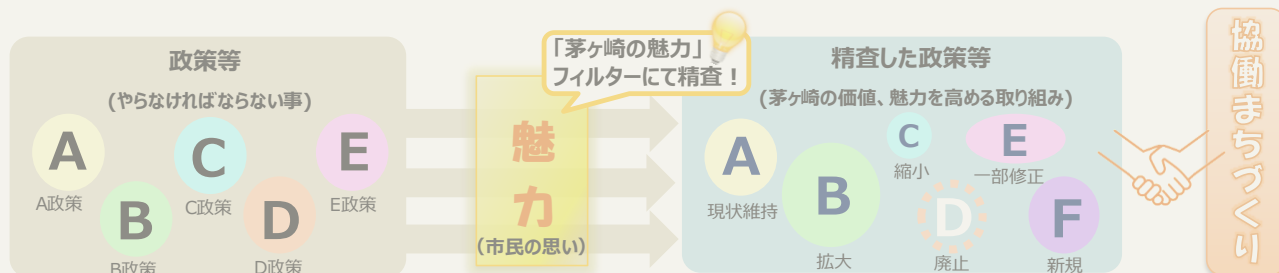 政策等
(やらなければならない事)
A
A政策
B
B政策
C
C政策
D
D政策
E
E政策
「茅ヶ崎の魅力」
フィルターにて精査！
魅
力
(市民の思い)
精査した政策等
(茅ヶ崎の価値、魅力を高める取り組み)
A
現状維持
B
拡大
C
縮小
D
廃止
E
一部修正
F
新規
協働まちづくり